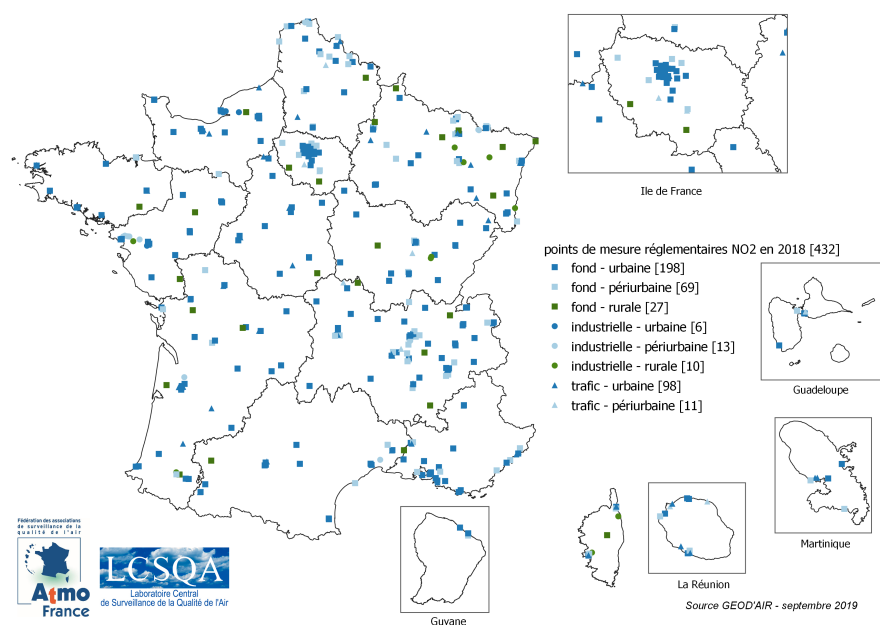 Ile de France
points de mesure réglementaires NO2 en 2018 [432]
fond - urbaine [198]
fond - périurbaine [69]
fond - rurale [27]
industrielle - urbaine [6]
industrielle - périurbaine [13]
industrielle - rurale [10]
trafic - urbaine [98]
trafic - périurbaine [11]
Guadeloupe
Martinique
La Réunion
Guyane
Fédération des associations
de surveillance de la
qualité de l'air
Atmo
France
LCSQA
Laboratoire Central
de Surveillance de la Qualité de l'Air
Source GEOD'AIR - septembre 2019